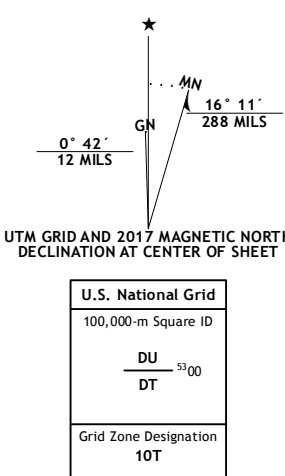 ★
MN
GN
16° 11´
288 MILS
0° 42´
12 MILS
UTM GRID AND 2017 MAGNETIC NORTH
DECLINATION AT CENTER OF SHEET
U.S. National Grid
100,000-m Square ID
DU
5300
DT
Grid Zone Designation
10T